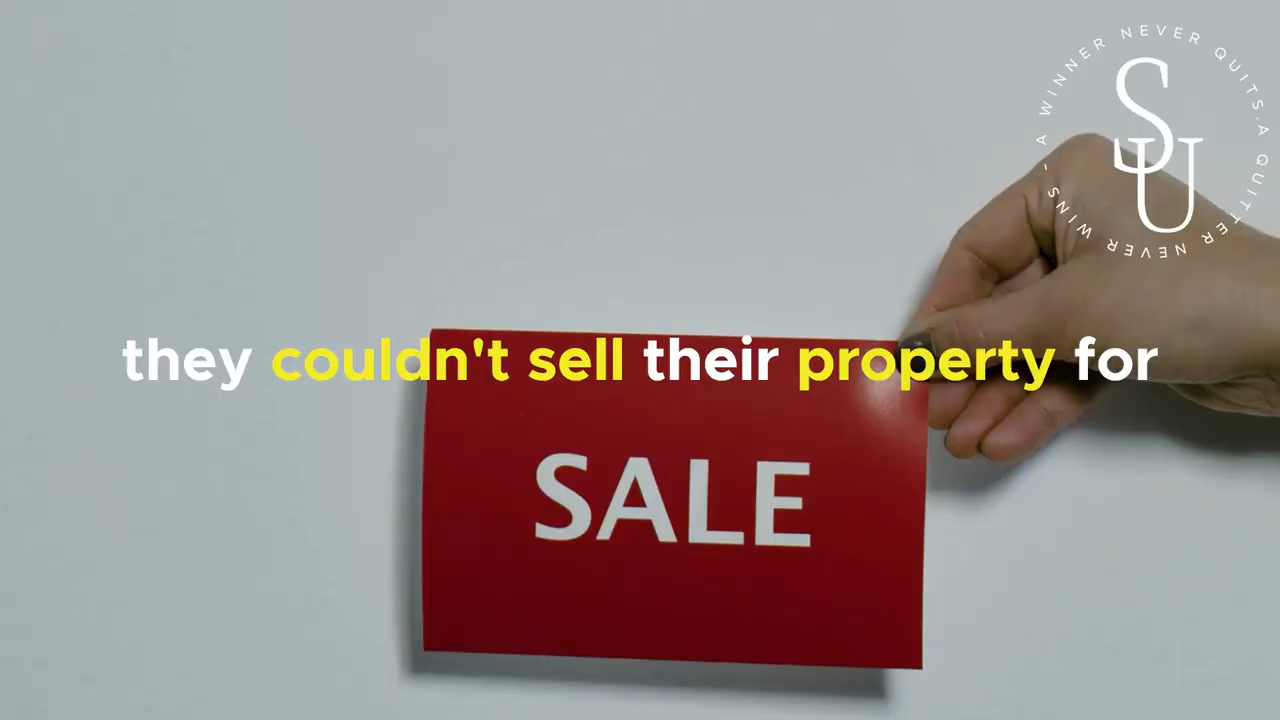 A WINNER NEVER QUITS.A QUITTER NEVER WINS -
SU
they couldn't sell their property for
SALE